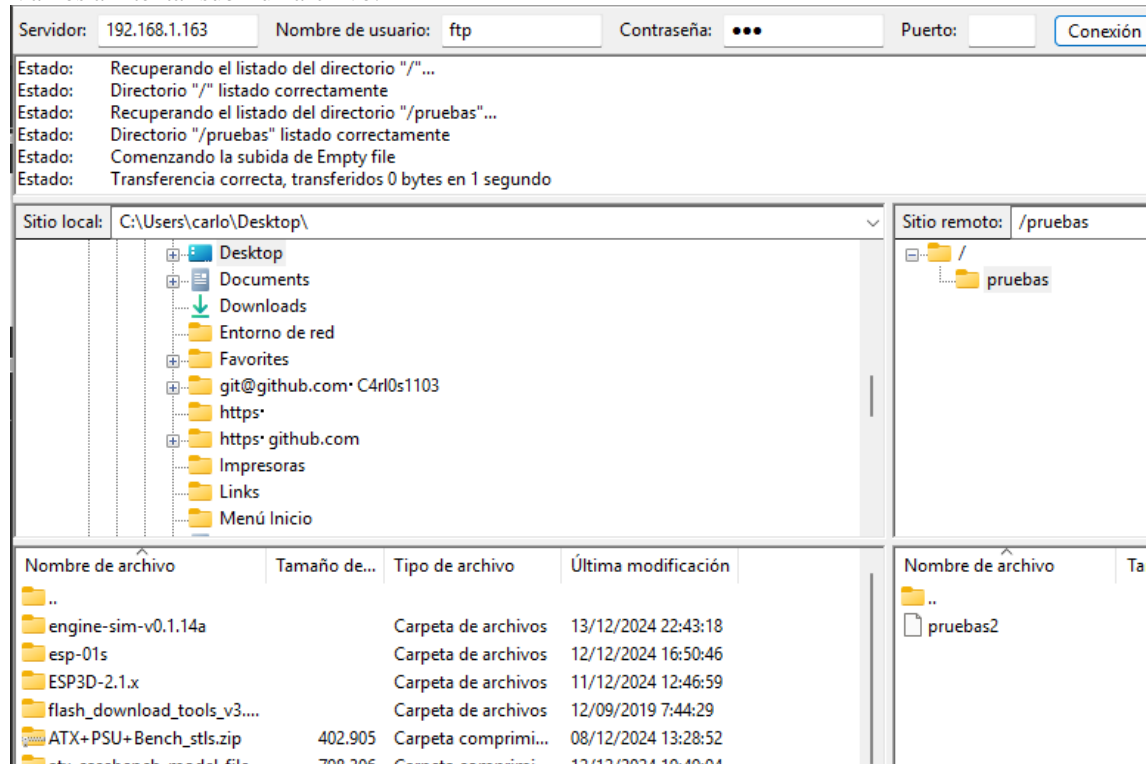 Servidor: 192.168.1.163 Nombre de usuario: ftp Contraseña: ●●● Puerto: Conexión
Estado: Recuperando el listado del directorio "/"...
Estado: Directorio "/" listado correctamente
Estado: Recuperando el listado del directorio "/pruebas"...
Estado: Directorio "/pruebas" listado correctamente
Estado: Comenzando la subida de Empty file
Estado: Transferencia correcta, transferidos 0 bytes en 1 segundo
Sitio local: C:\Users\carlo\Desktop\ Sitio remoto: /pruebas
Desktop /
Documents pruebas
Downloads
Entorno de red
Favorites
git@github.com· C4rl0s1103
https·
https· github.com
Impresoras
Links
Menú Inicio
Nombre de archivo Tamaño de... Tipo de archivo Última modificación Nombre de archivo Ta
.. ..
engine-sim-v0.1.14a Carpeta de archivos 13/12/2024 22:43:18 pruebas2
esp-01s Carpeta de archivos 12/12/2024 16:50:46
ESP3D-2.1.x Carpeta de archivos 11/12/2024 12:46:59
flash_download_tools_v3.... Carpeta de archivos 12/09/2019 7:44:29
ATX+PSU+Bench_stls.zip 402.905 Carpeta comprimi... 08/12/2024 13:28:52